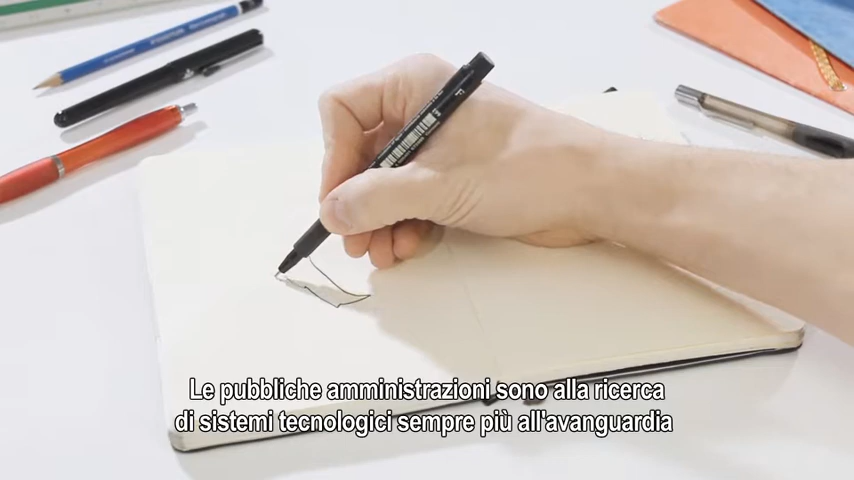 Le pubbliche amministrazioni sono alla ricerca
di sistemi tecnologici sempre più all'avanguardia